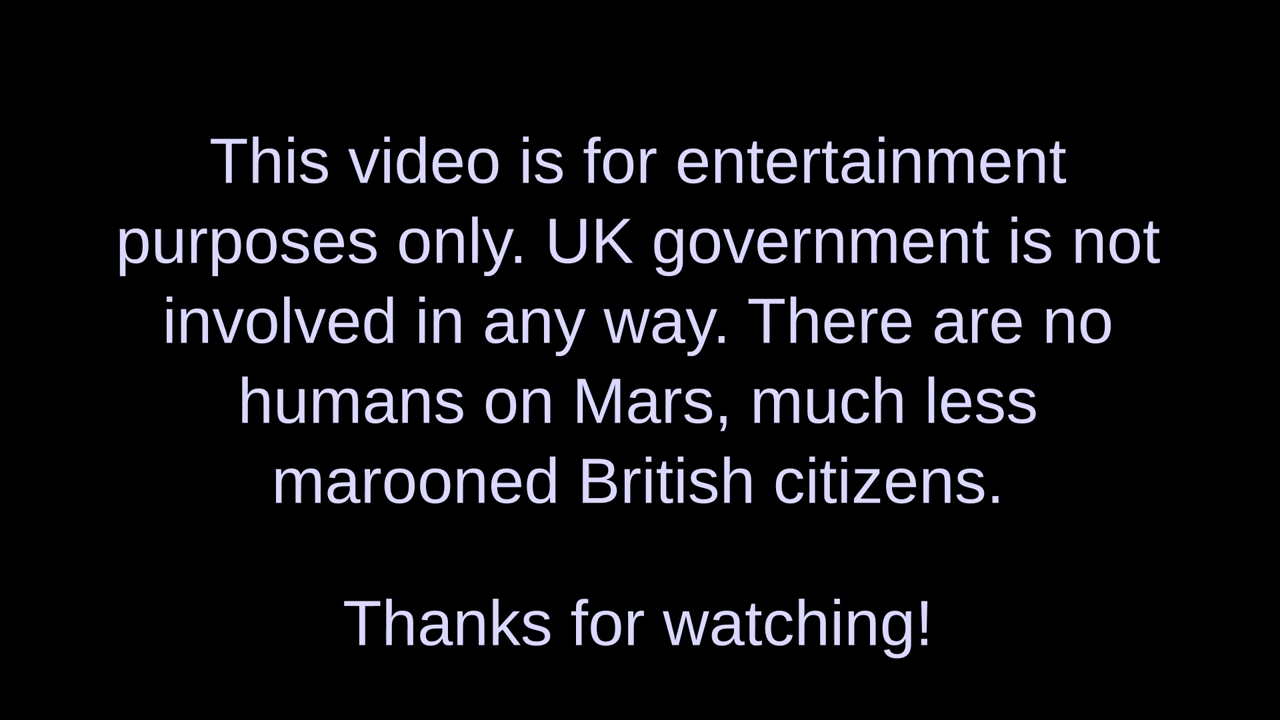 This video is for entertainment
purposes only. UK government is not
involved in any way. There are no
humans on Mars, much less
marooned British citizens.
Thanks for watching!